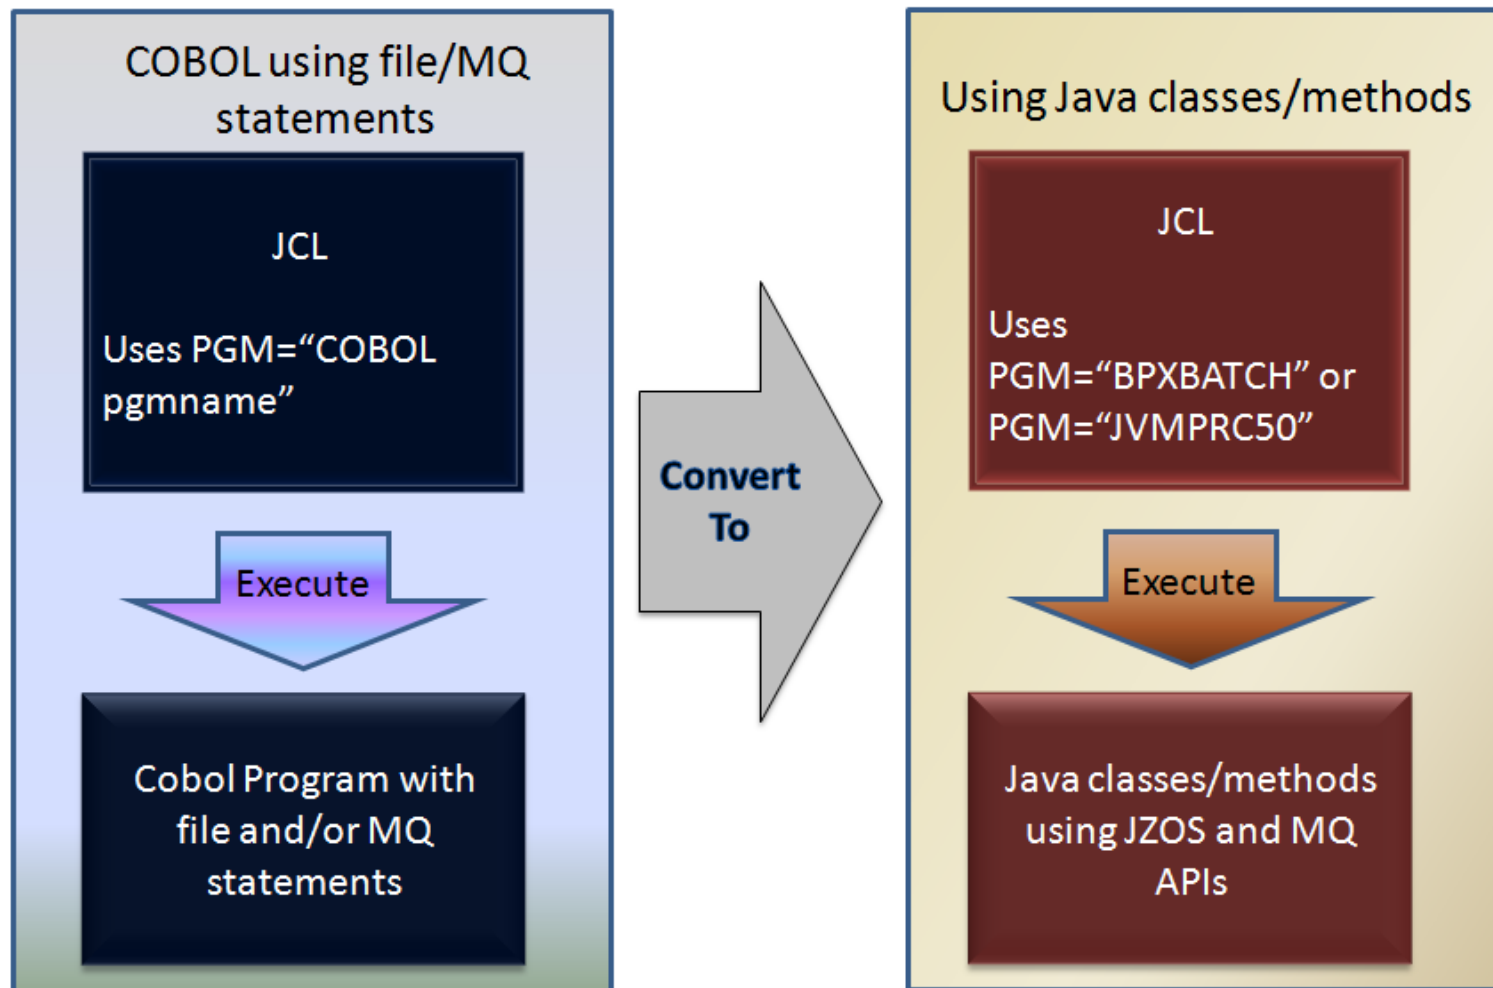 COBOL using file/MQ
statements
JCL
Uses PGM=“COBOL
pgmname”
Execute
Cobol Program with
file and/or MQ
statements
Convert
To
Using Java classes/methods
JCL
Uses
PGM=“BPXBATCH” or
PGM=“JVMPRC50”
Execute
Java classes/methods
using JZOS and MQ
APIs